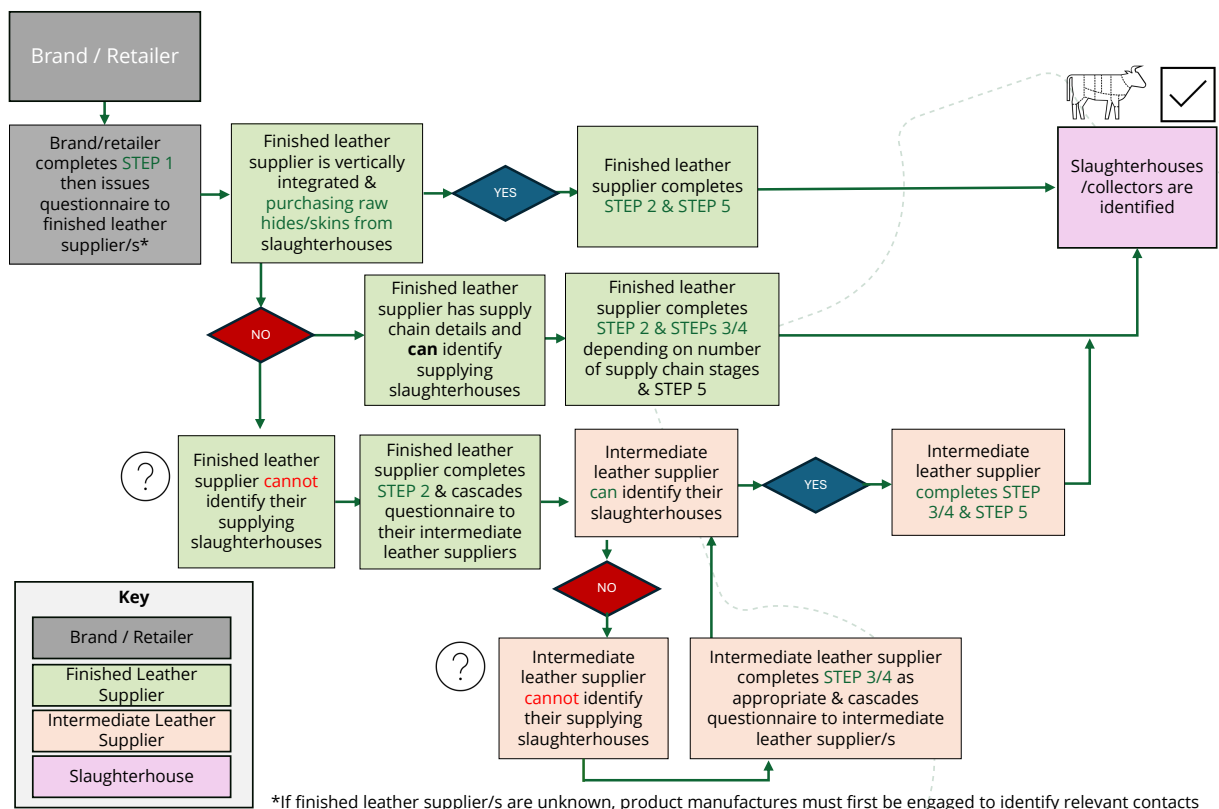 Brand / Retailer
Brand/retailer
completes STEP 1
then issues
questionnaire to
finished leather
supplier/s*
Finished leather
supplier is vertically
integrated &
purchasing raw
hides/skins from
slaughterhouses
YES
Finished leather
supplier completes
STEP 2 & STEP 5
Slaughterhouses
/collectors are
identified
NO
Finished leather
supplier has supply
chain details and
can identify
supplying
slaughterhouses
Finished leather
supplier completes
STEP 2 & STEPs 3/4
depending on number
of supply chain stages
& STEP 5
?
Finished leather
supplier cannot
identify their
supplying
slaughterhouses
Finished leather
supplier completes
STEP 2 & cascades
questionnaire to
their intermediate
leather suppliers
Intermediate
leather supplier
can identify their
slaughterhouses
YES
Intermediate
leather supplier
completes STEP
3/4 & STEP 5
NO
?
Intermediate
leather supplier
cannot identify
their supplying
slaughterhouses
Intermediate leather supplier
completes STEP 3/4 as
appropriate & cascades
questionnaire to intermediate
leather supplier/s
Key
Brand / Retailer
Finished Leather
Supplier
Intermediate Leather
Supplier
Slaughterhouse
*If finished leather supplier/s are unknown, product manufactures must first be engaged to identify relevant contacts